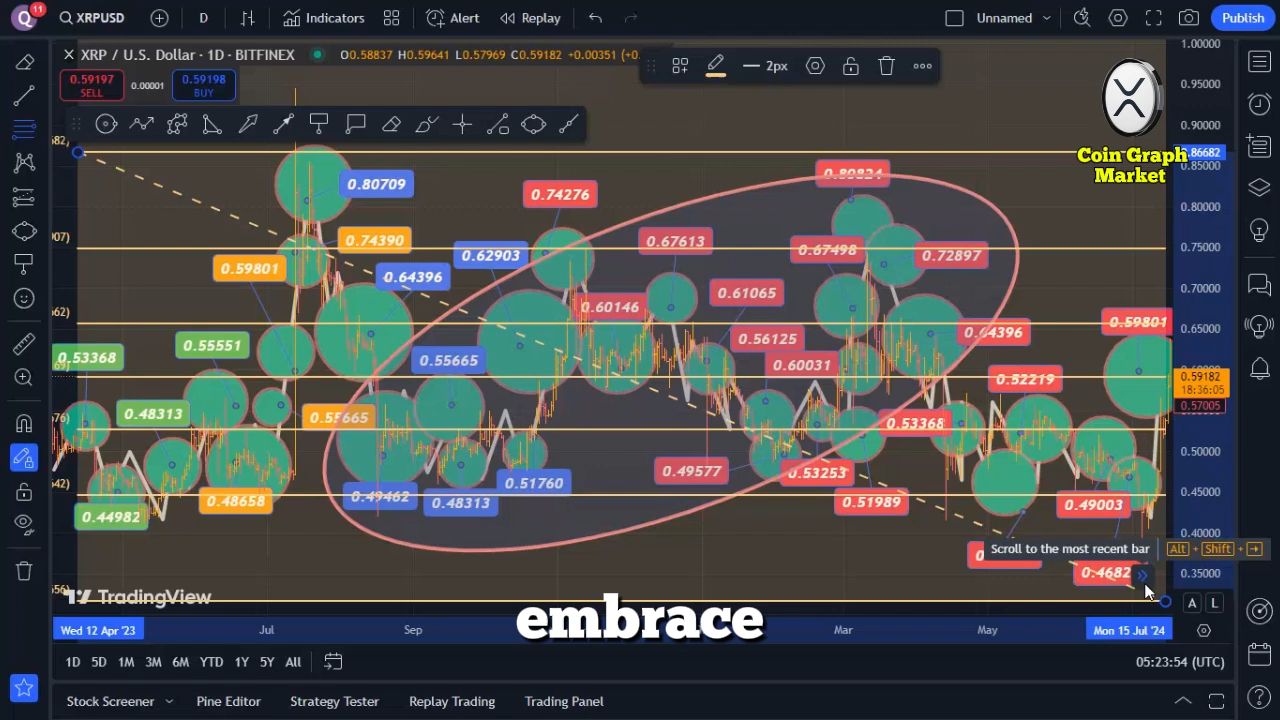 Q
11
XRPUSD
D
Indicators
Alert
Replay
Unnamed
Publish
XRP / U.S. Dollar · 1D · BITFINEX
O0.58837 H0.59641 L0.57969 C0.59182 +0.00351 (+0.
2px
0.59197
SELL
0.00001
0.59198
BUY
Coin Graph
Market
1.00000
0.95000
0.90000
0.86682
0.85000
0.80000
0.75000
0.70000
0.65000
0.59182
18:36:05
0.57005
0.50000
0.45000
0.40000
0.35000
0.80709
0.74276
0.80824
0.74390
0.67613
0.62903
0.67498
0.72897
0.59801
0.64396
0.61065
0.60146
0.59801
0.64396
0.55551
0.56125
0.53368
0.55665
0.60031
0.52219
0.48313
0.55665
0.53368
0.49577
0.53253
0.51760
0.49462
0.48313
0.48658
0.51989
0.49003
0.44982
Scroll to the most recent bar
Alt + Shift +
0.4682
TradingView
embrace
A L
Wed 12 Apr '23
Jul
Sep
Mar
May
Mon 15 Jul '24
1D 5D 1M 3M 6M YTD 1Y 5Y All
05:23:54 (UTC)
Stock Screener
Pine Editor
Strategy Tester
Replay Trading
Trading Panel